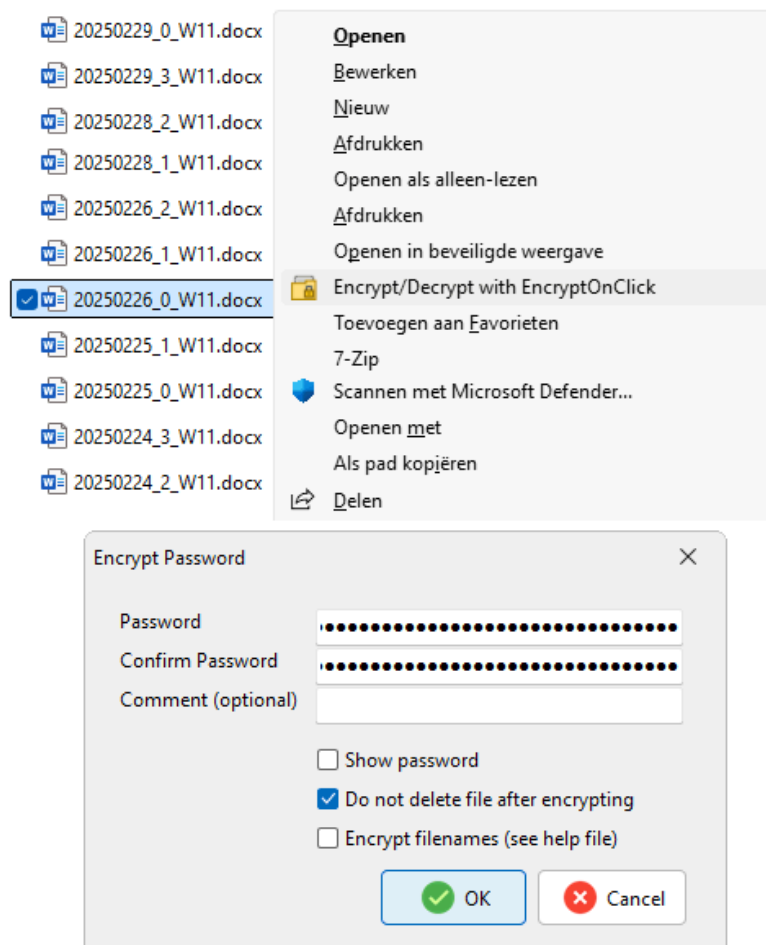 20250229_0_W11.docx
20250229_3_W11.docx
20250228_2_W11.docx
20250228_1_W11.docx
20250226_2_W11.docx
20250226_1_W11.docx
20250226_0_W11.docx
20250225_1_W11.docx
20250225_0_W11.docx
20250224_3_W11.docx
20250224_2_W11.docx
Openen
Bewerken
Nieuw
Afdrukken
Openen als alleen-lezen
Afdrukken
Openen in beveiligde weergave
Encrypt/Decrypt with EncryptOnClick
Toevoegen aan Favorieten
7-Zip
Scannen met Microsoft Defender...
Openen met
Als pad kopiëren
Delen
Encrypt Password
Password
Confirm Password
Comment (optional)
Show password
Do not delete file after encrypting
Encrypt filenames (see help file)
OK
Cancel